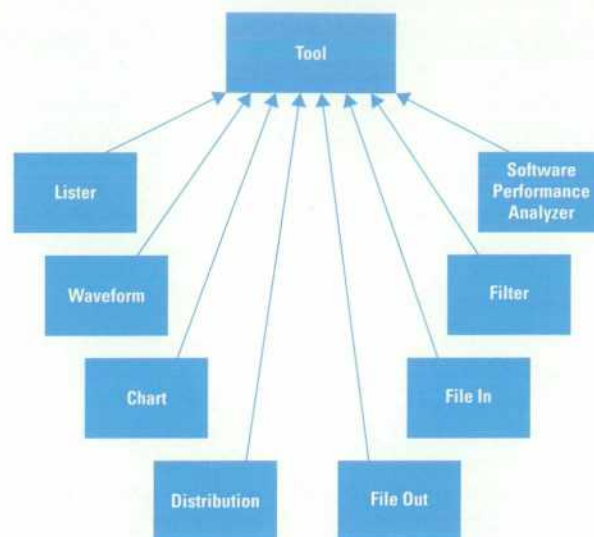 Tool
Lister
Software
Performance
Analyzer
Waveform
Filter
Chart
File In
Distribution
File Out